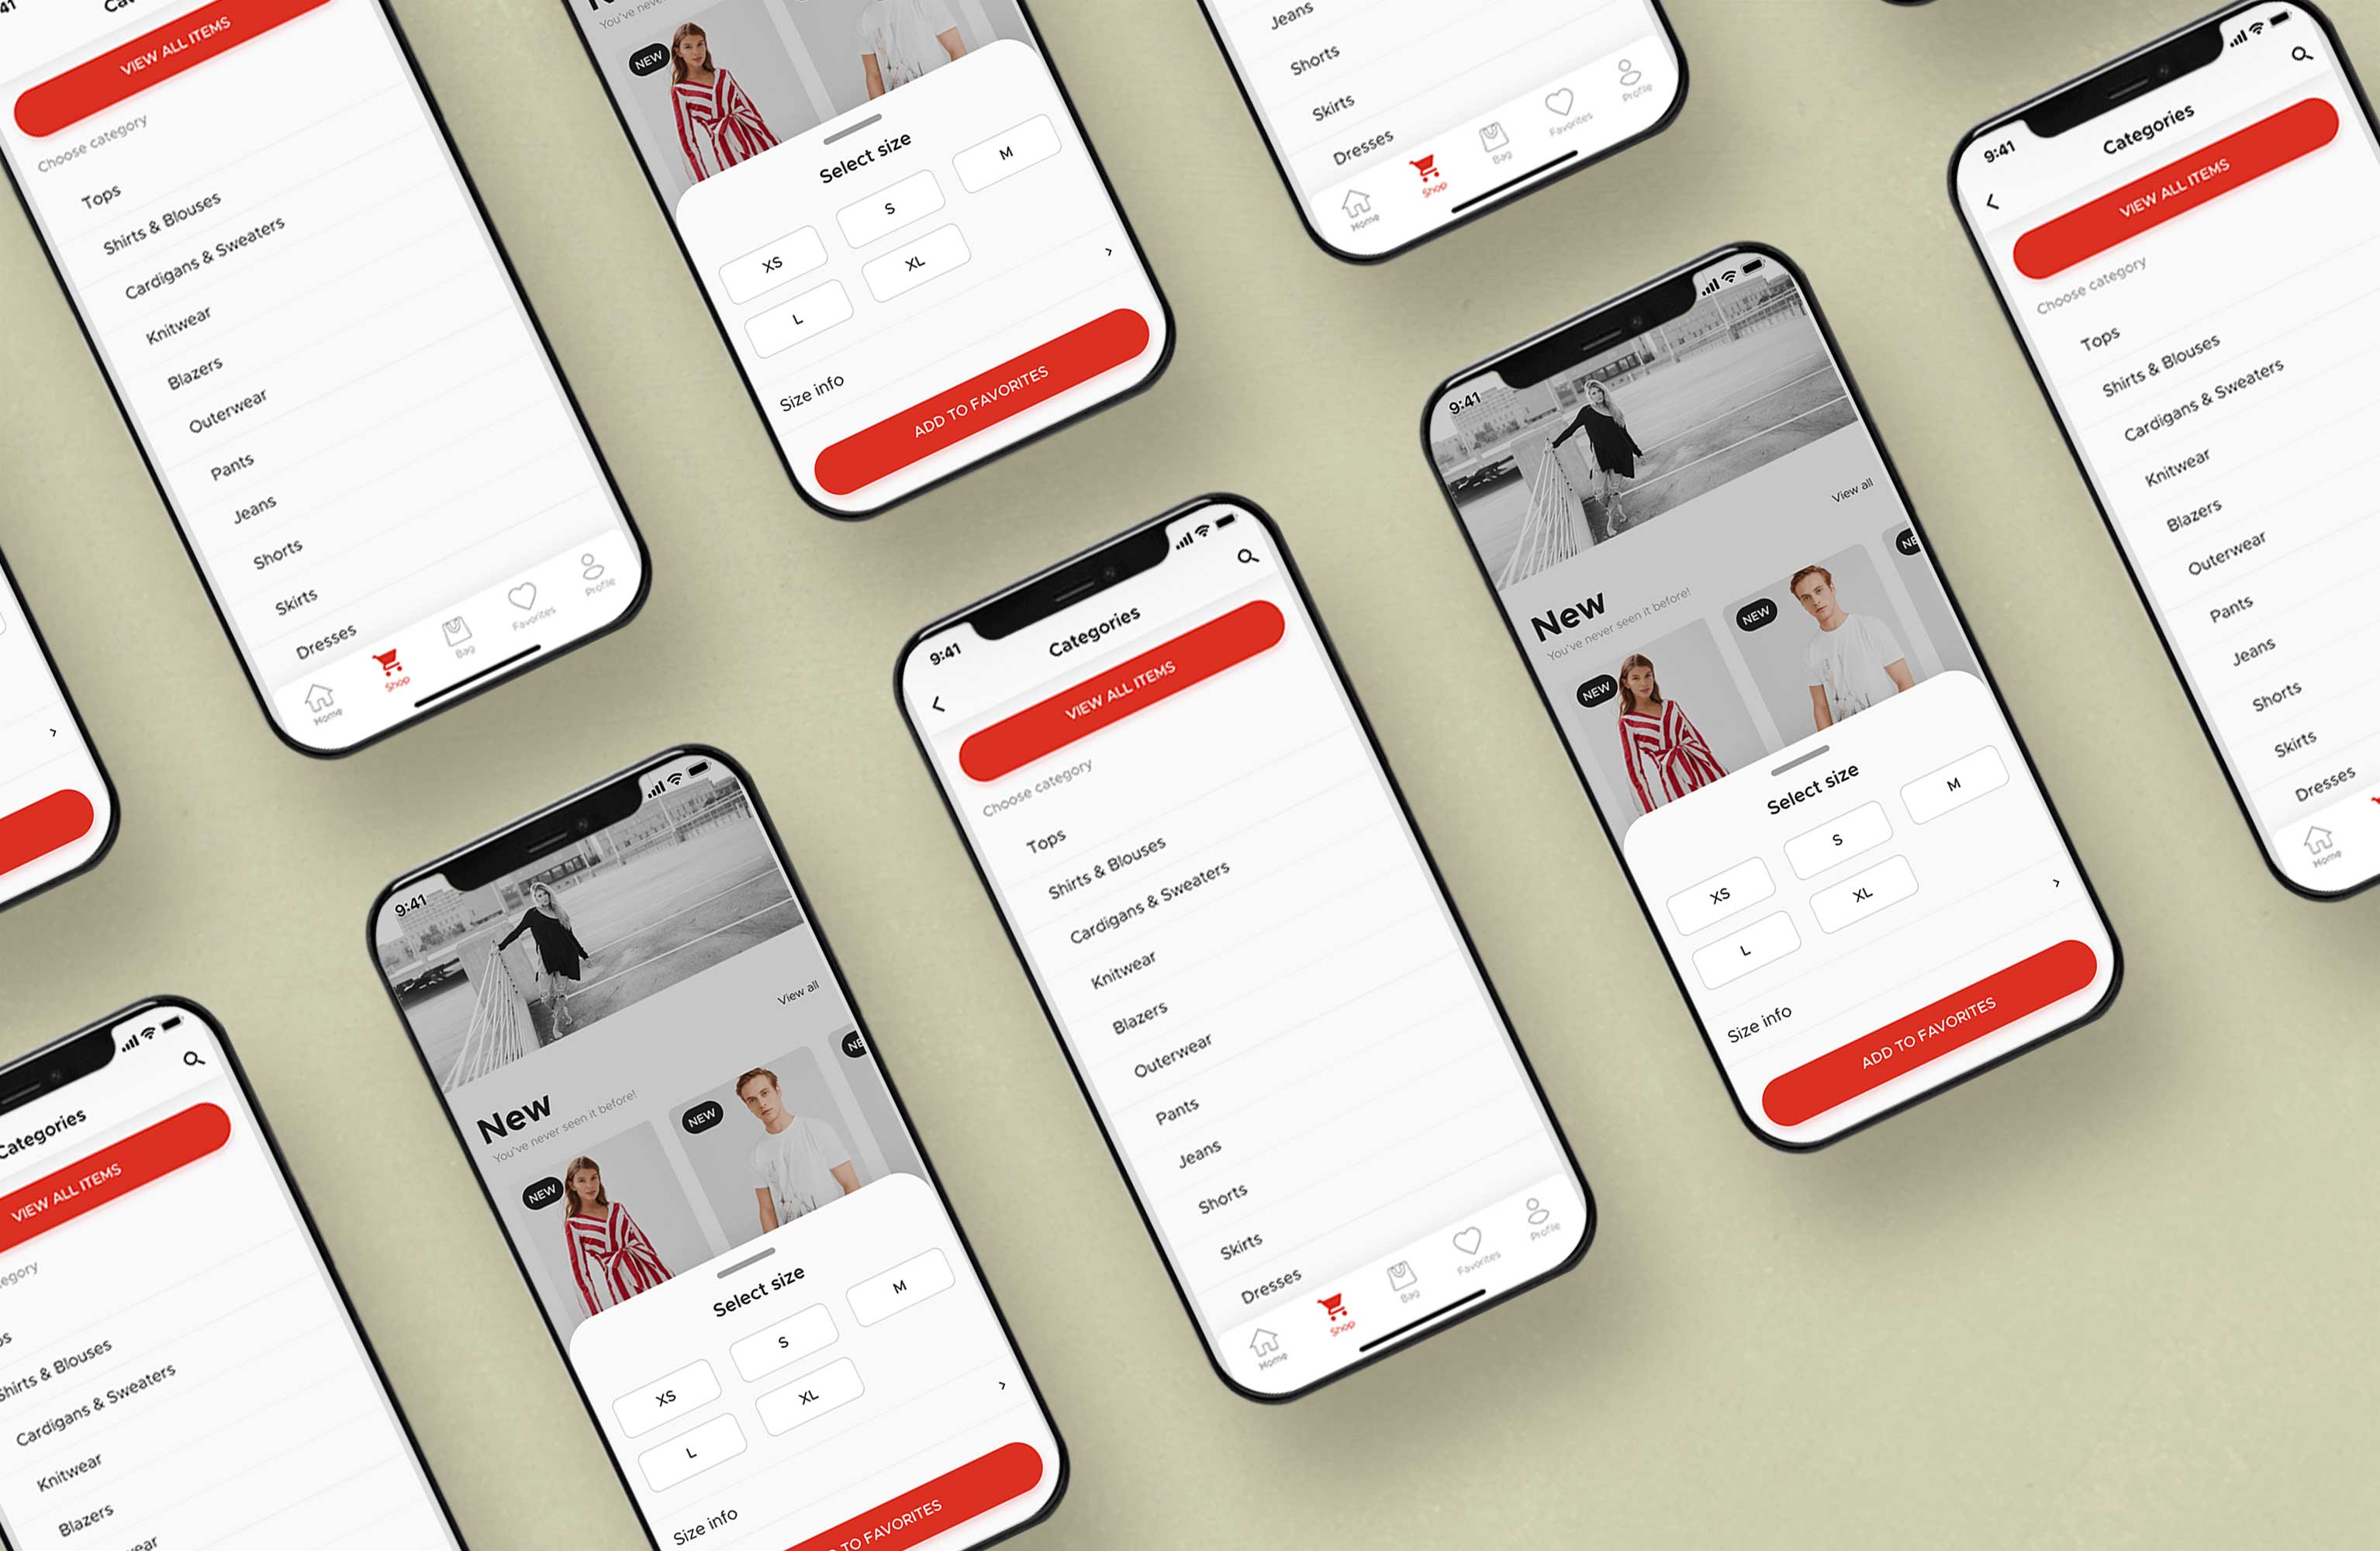 41
VIEW ALL ITEMS
Choose category
Tops
Shirts & Blouses
Cardigans & Sweaters
Knitwear
Blazers
Outerwear
Pants
Jeans
Shorts
Skirts
Dresses
Home
Shop
Bag
Favorites
Profile
You've never
NEW
Select size
XS
S
M
L
XL
Size info
ADD TO FAVORITES
Jeans
Shorts
Skirts
Dresses
Home
Shop
Bag
Favorites
Profile
9:41
Categories
VIEW ALL ITEMS
Choose category
Tops
Shirts & Blouses
Cardigans & Sweaters
Knitwear
Blazers
Outerwear
Pants
Jeans
Shorts
Skirts
Dresses
Home
9:41
View all
New
You've never seen it before!
NEW
NEW
NE
Select size
XS
S
M
L
XL
Size info
ADD TO FAVORITES
9:41
Categories
VIEW ALL ITEMS
Choose category
Tops
Shirts & Blouses
Cardigans & Sweaters
Knitwear
Blazers
Outerwear
Pants
Jeans
Shorts
Skirts
Dresses
Home
Shop
Bag
Favorites
Profile
9:41
View all
New
You've never seen it before!
NEW
NEW
NE
Select size
XS
S
M
L
XL
Size info
TO FAVORITES
Categories
VIEW ALL ITEMS
egory
Shirts & Blouses
Cardigans & Sweaters
Knitwear
Blazers
wear